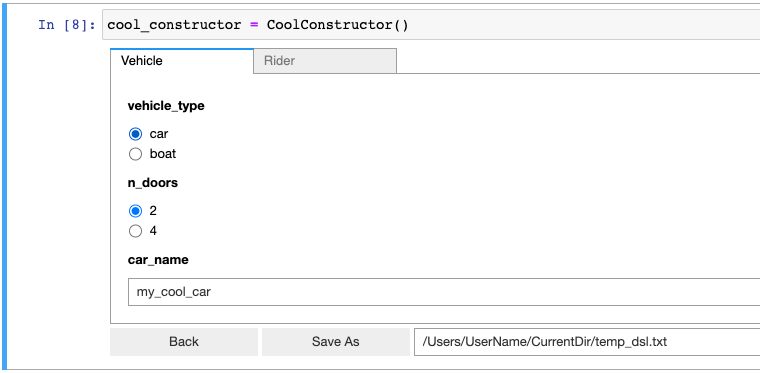 In [8]: cool_constructor = CoolConstructor()
Vehicle Rider
vehicle_type
car
boat
n_doors
2
4
car_name
my_cool_car
Back Save As /Users/UserName/CurrentDir/temp_dsl.txt